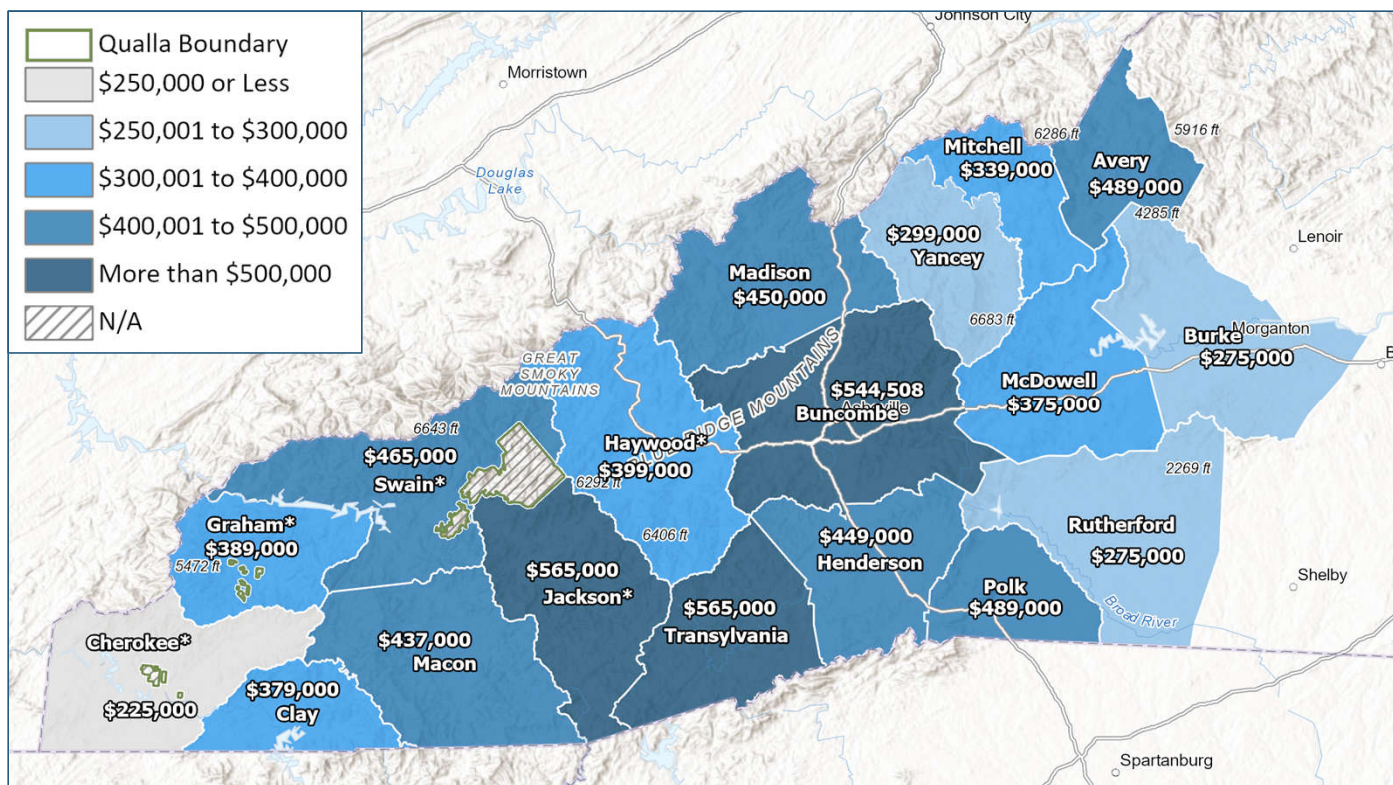 Qualla Boundary
$250,000 or Less
$250,001 to $300,000
$300,001 to $400,000
$400,001 to $500,000
More than $500,000
N/A
Johnson City
Morristown
Douglas
Lake
6286 ft
5916 ft
Mitchell
$339,000
Avery
$489,000
4285 ft
Lenoir
$299,000
Yancey
Madison
$450,000
6683 ft
Burke
Morganton
$275,000
B
GREAT
SMOKY
MOUNTAINS
BLUE RIDGE MOUNTAINS
McDowell
$375,000
$544,508
Asheville
Buncombe
6643 ft
$465,000
Swain*
Haywood*
$399,000
6292 ft
2269 ft
Graham*
$389,000
5472 ft
6406 ft
$449,000
Henderson
Rutherford
$275,000
$565,000
Jackson*
Polk
$489,000
Shelby
Broad River
$565,000
Transylvania
Cherokee*
$225,000
$437,000
Macon
$379,000
Clay
Spartanburg